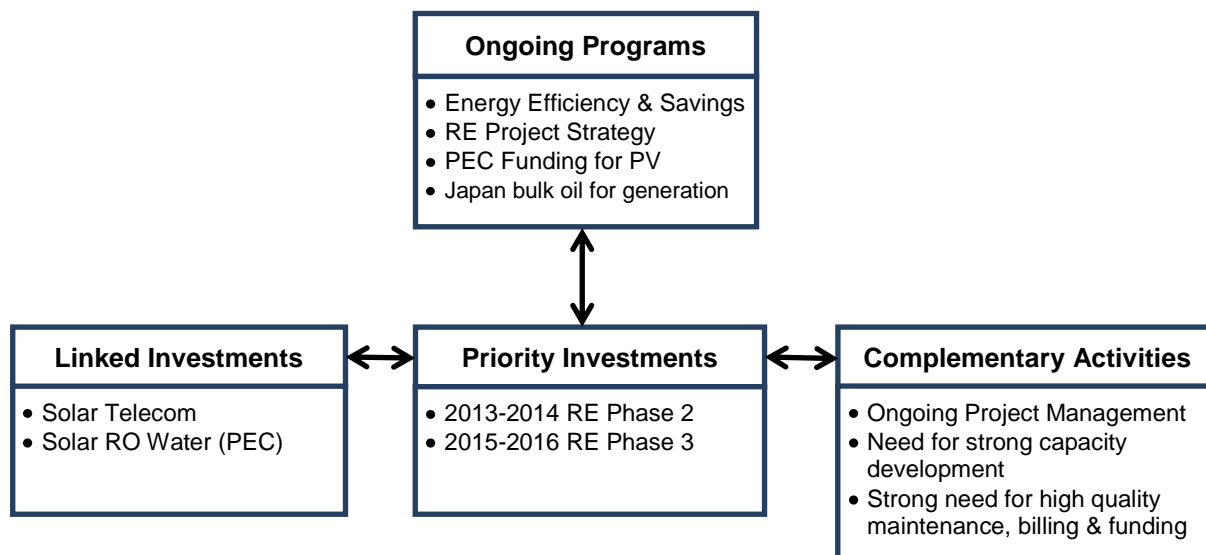 Ongoing Programs
• Energy Efficiency & Savings
• RE Project Strategy
• PEC Funding for PV
• Japan bulk oil for generation
Linked Investments
• Solar Telecom
• Solar RO Water (PEC)
Priority Investments
• 2013-2014 RE Phase 2
• 2015-2016 RE Phase 3
Complementary Activities
• Ongoing Project Management
• Need for strong capacity
development
• Strong need for high quality
maintenance, billing & funding